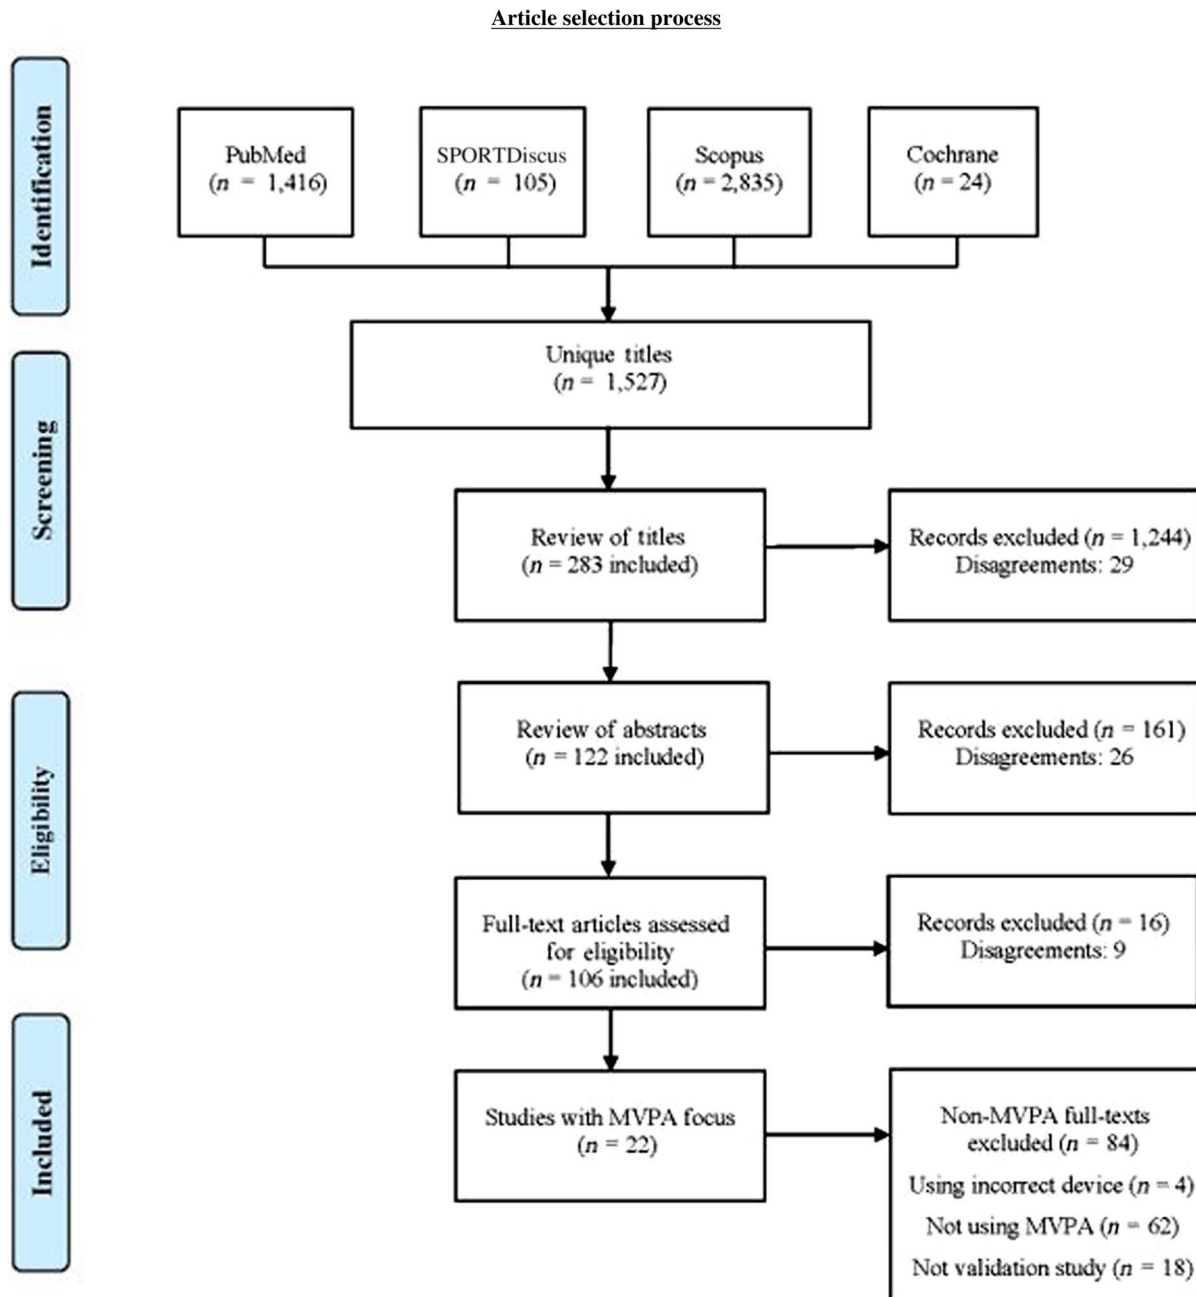 Article selection process
Identification
PubMed
(n = 1,416)
SPORTDiscus
(n = 105)
Scopus
(n = 2,835)
Cochrane
(n = 24)
Unique titles
(n = 1,527)
Screening
Review of titles
(n = 283 included)
Records excluded (n = 1,244)
Disagreements: 29
Eligibility
Review of abstracts
(n = 122 included)
Records excluded (n = 161)
Disagreements: 26
Full-text articles assessed
for eligibility
(n = 106 included)
Records excluded (n = 16)
Disagreements: 9
Included
Studies with MVPA focus
(n = 22)
Non-MVPA full-texts
excluded (n = 84)
Using incorrect device (n = 4)
Not using MVPA (n = 62)
Not validation study (n = 18)